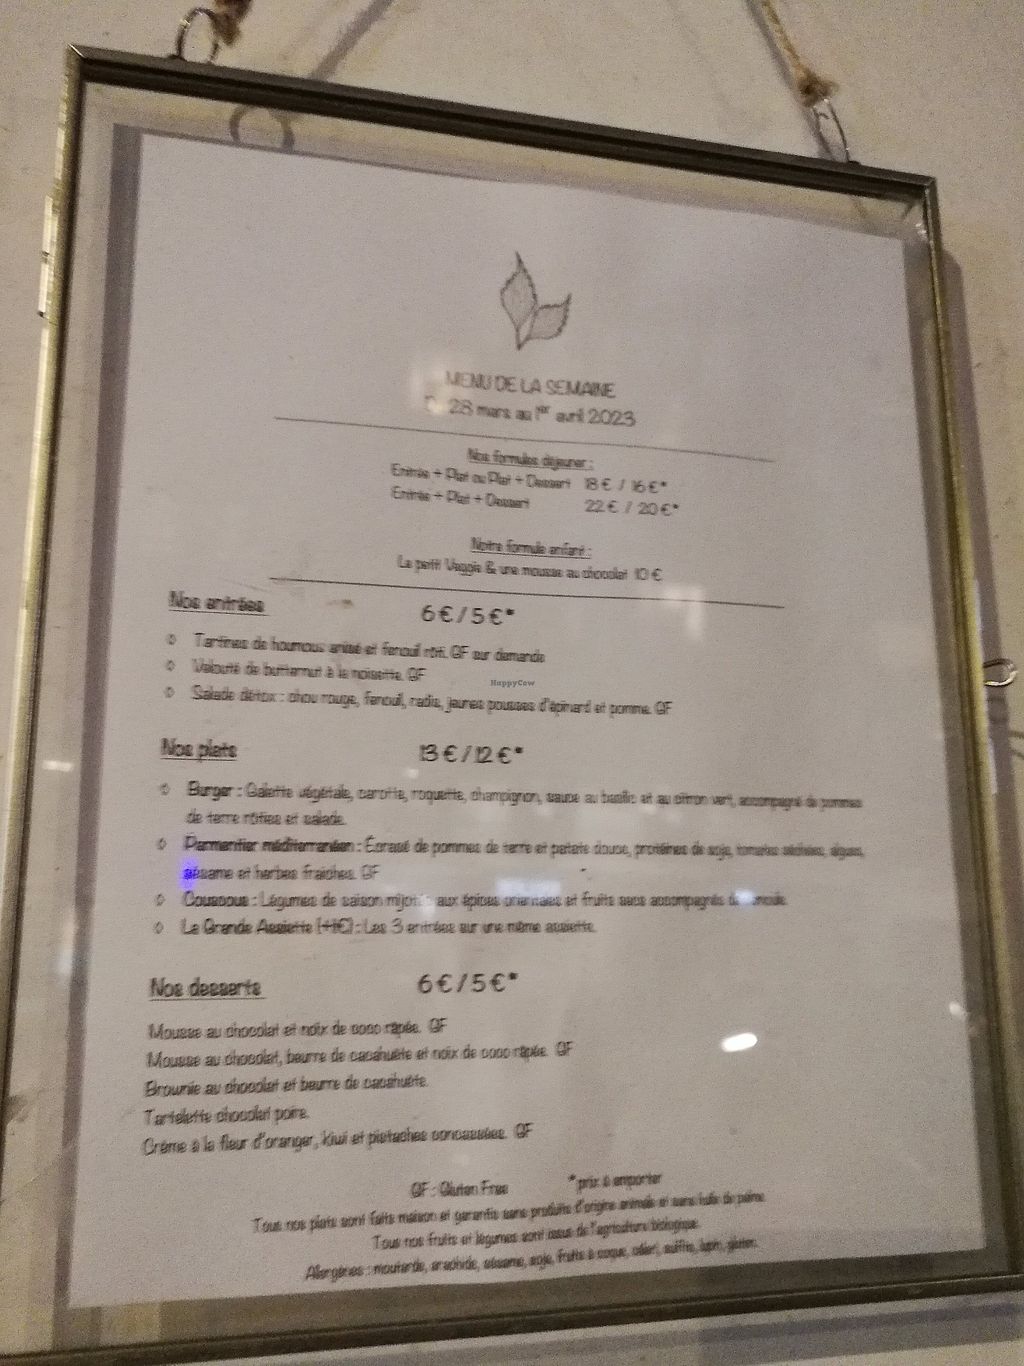 MENU DE LA SEMAINE
Du 28 mars au 1er avril 2023
Nos formules déjeuner :
Entrée + Plat ou Plat + Dessert 18 € / 16 €*
Entrée + Plat + Dessert 22 € / 20 €*
Notre formule enfant :
Le petit Veggie & une mousse au chocolat 10 €
Nos entrées 6 € / 5 €*
Tartines de houmous anisé et fenouil rôti. GF sur demande
Velouté de butternut à la noisette. GF
HappyCow
Salade détox : chou rouge, fenouil, radis, jeunes pousses d'épinard et pomme. GF
Nos plats 13 € / 12 €*
Burger : Galette végétale, carotte, roquette, champignon, sauce au basilic et au citron vert, accompagné de pommes
de terre rôties et salade.
Parmentier méditerranéen : Écrasé de pommes de terre et patate douce, protéines de soja, tomates séchées, algues,
sésame et herbes fraiches. GF
Couscous : Légumes de saison mijotés aux épices orientales et fruits secs accompagnés de semoule.
La Grande Assiette (+1€) : Les 3 entrées sur une même assiette.
Nos desserts 6 € / 5 €*
Mousse au chocolat et noix de coco râpée. GF
Mousse au chocolat, beurre de cacahuète et noix de coco râpée. GF
Brownie au chocolat et beurre de cacahuète.
Tartelette chocolat poire.
Crème à la fleur d'oranger, kiwi et pistaches concassées. GF
GF : Gluten Free *prix à emporter
Tous nos plats sont faits maison et garantis sans produits d'origine animale et sans huile de palme.
Tous nos fruits et légumes sont issus de l'agriculture biologique.
Allergènes : moutarde, arachide, sésame, soja, fruits à coque, céleri, sulfite, lupin, gluten.